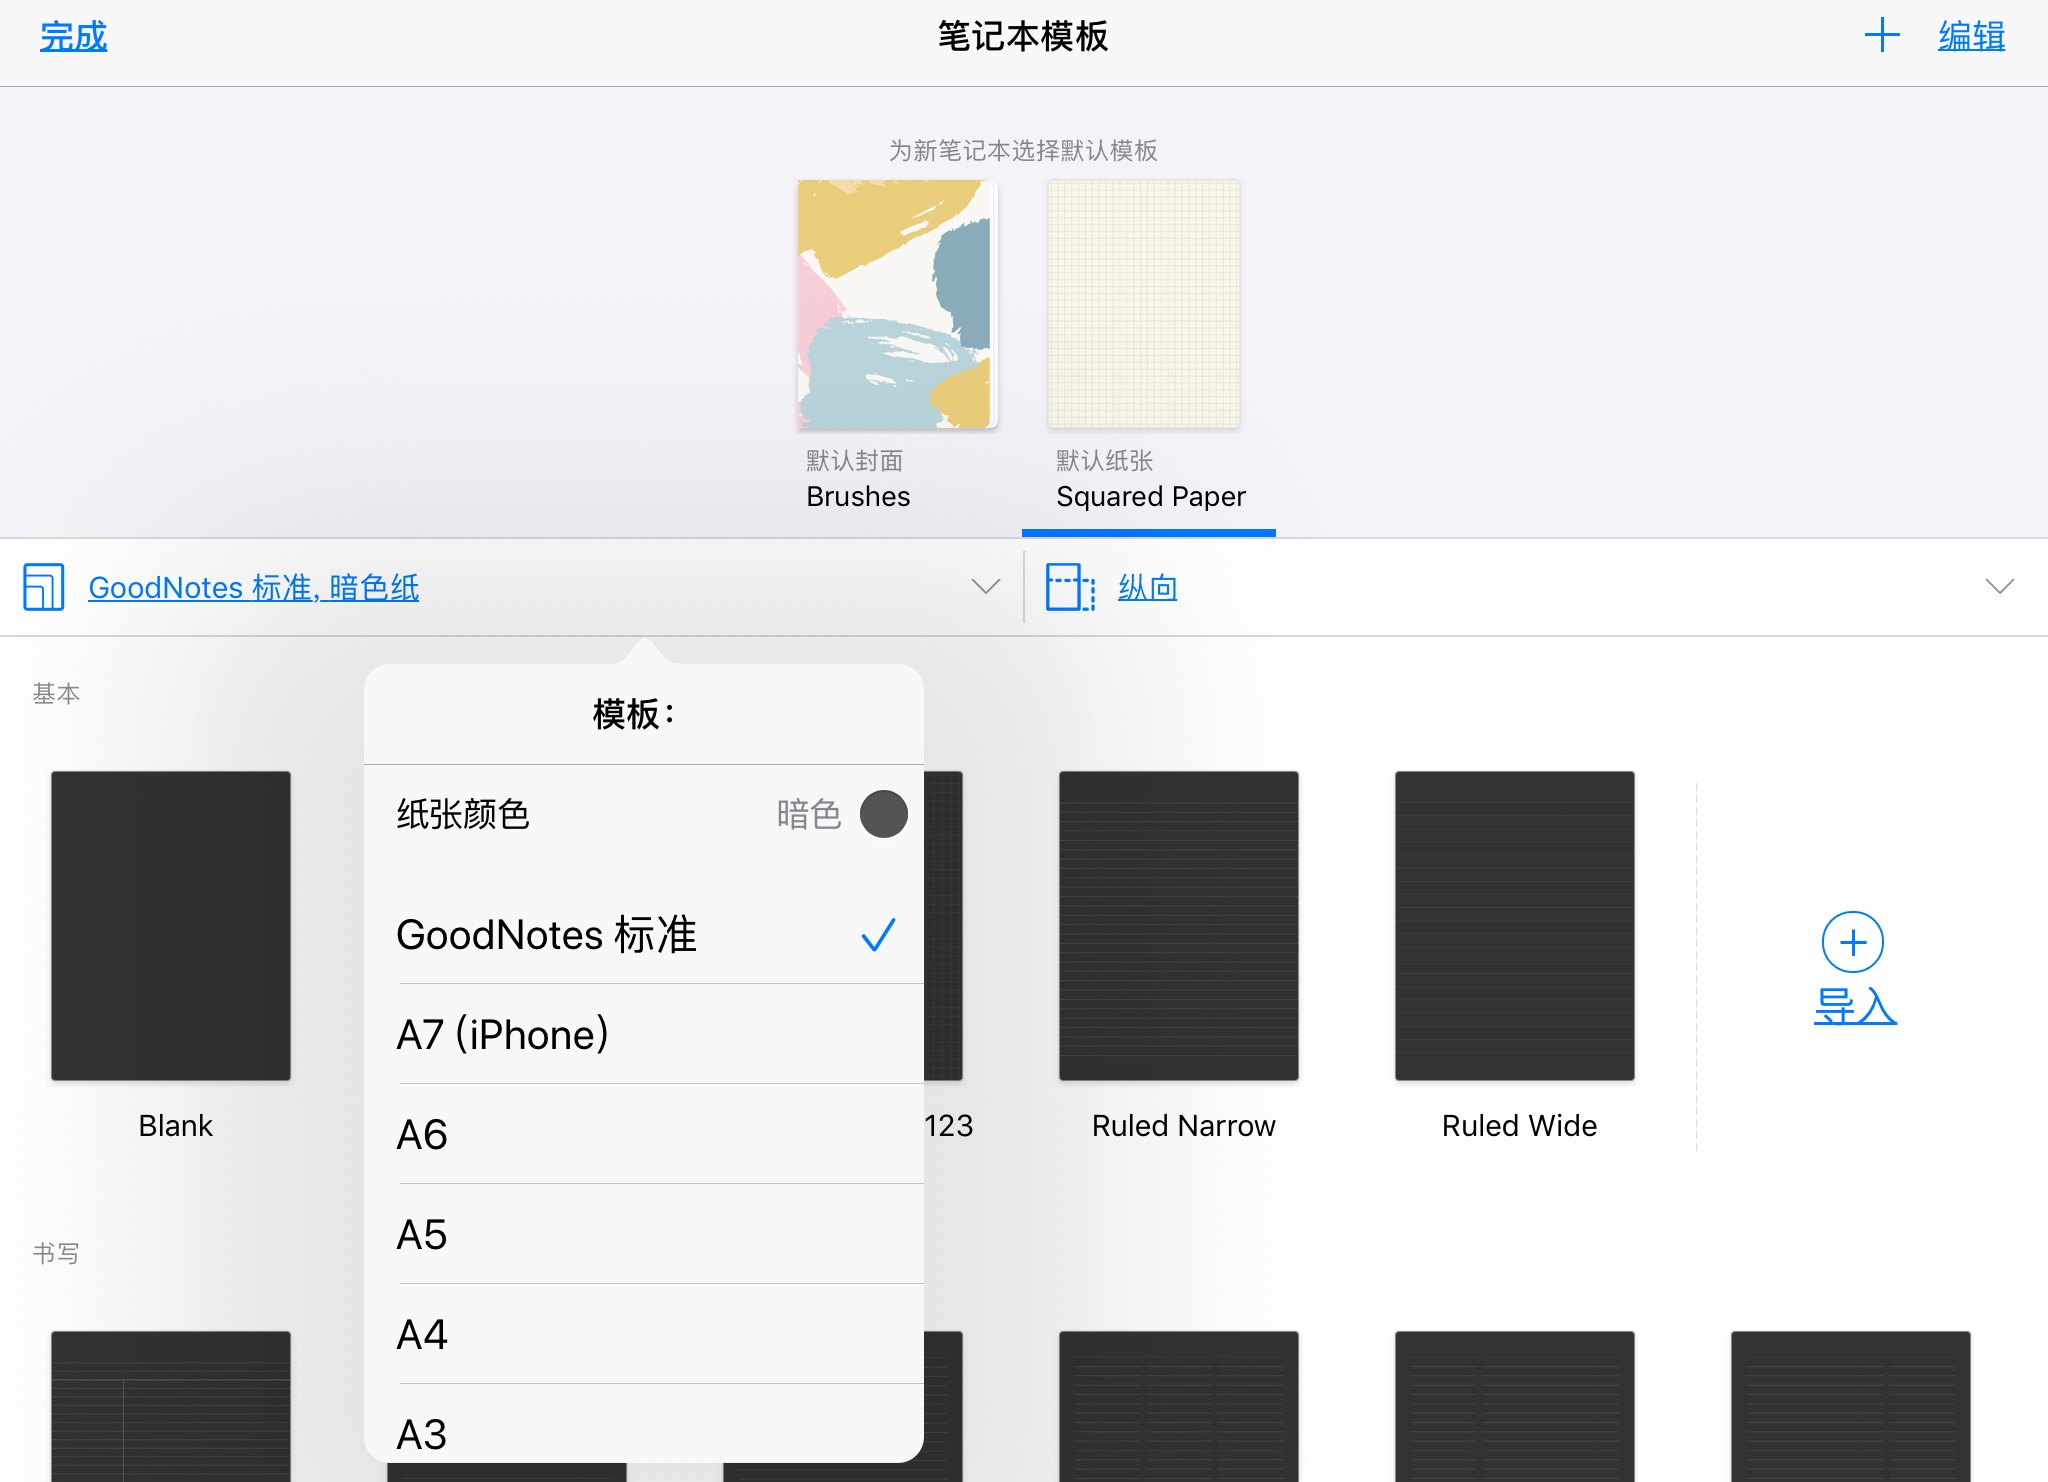 完成
笔记本模板
编辑
为新笔记本选择默认模板
默认封面
Brushes
默认纸张
Squared Paper
GoodNotes 标准, 暗色纸
纵向
基本
模板：
纸张颜色
暗色
GoodNotes 标准
A7 (iPhone)
A6
A5
A4
A3
Blank
123
Ruled Narrow
Ruled Wide
导入
书写